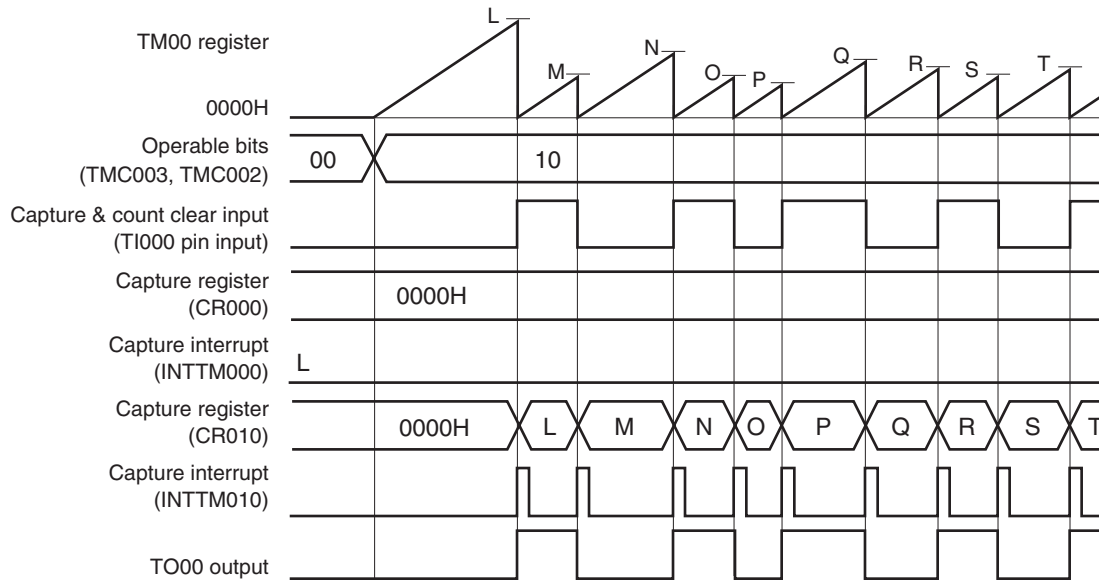 L
TM00 register
N
M
O
P
Q
R
S
T
0000H
Operable bits
(TMC003, TMC002)
00
10
Capture & count clear input
(TI000 pin input)
Capture register
(CR000)
0000H
Capture interrupt
(INTTM000)
L
Capture register
(CR010)
0000H
L
M
N
O
P
Q
R
S
T
Capture interrupt
(INTTM010)
TO00 output